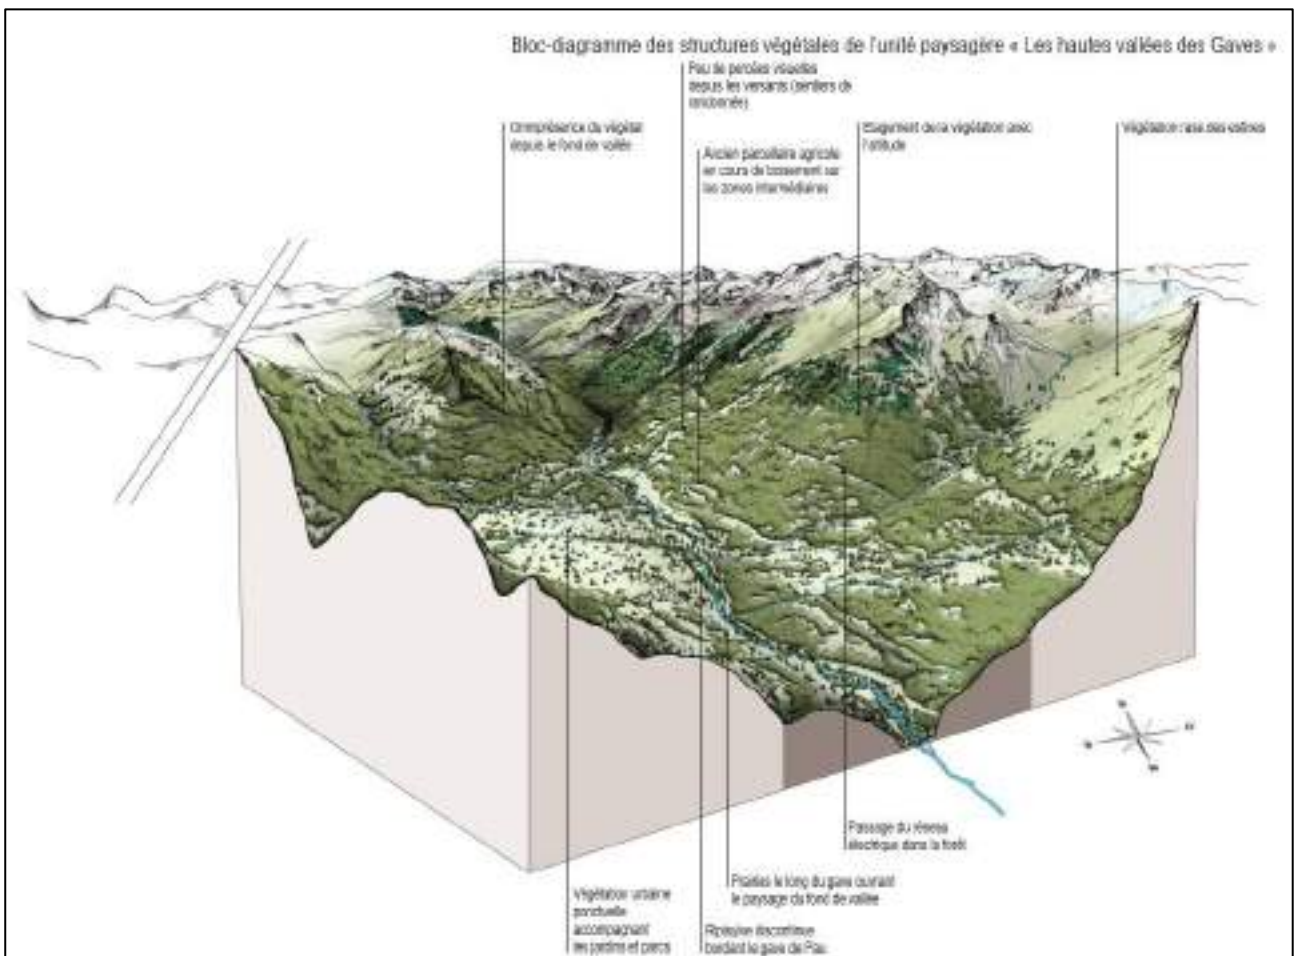 Bloc-diagramme des structures végétales de l'unité paysagère « Les hautes vallées des Gaves »
Peu de percées visuelles
depuis les versants (sentiers de
randonnée)
Omniprésence du végétal
depuis le fond de vallée
Etagement de la végétation avec
l'altitude
Végétation rase des estives
Ancien parcellaire agricole
en cours de boisement sur
les zones intermédiaires
Passage du réseau
électrique dans la forêt
Prairies le long du gave ouvrant
le paysage du fond de vallée
Végétation urbaine
ponctuelle
accompagnant
les jardins et parcs
Ripisylve discontinue
bordant le gave de Pau